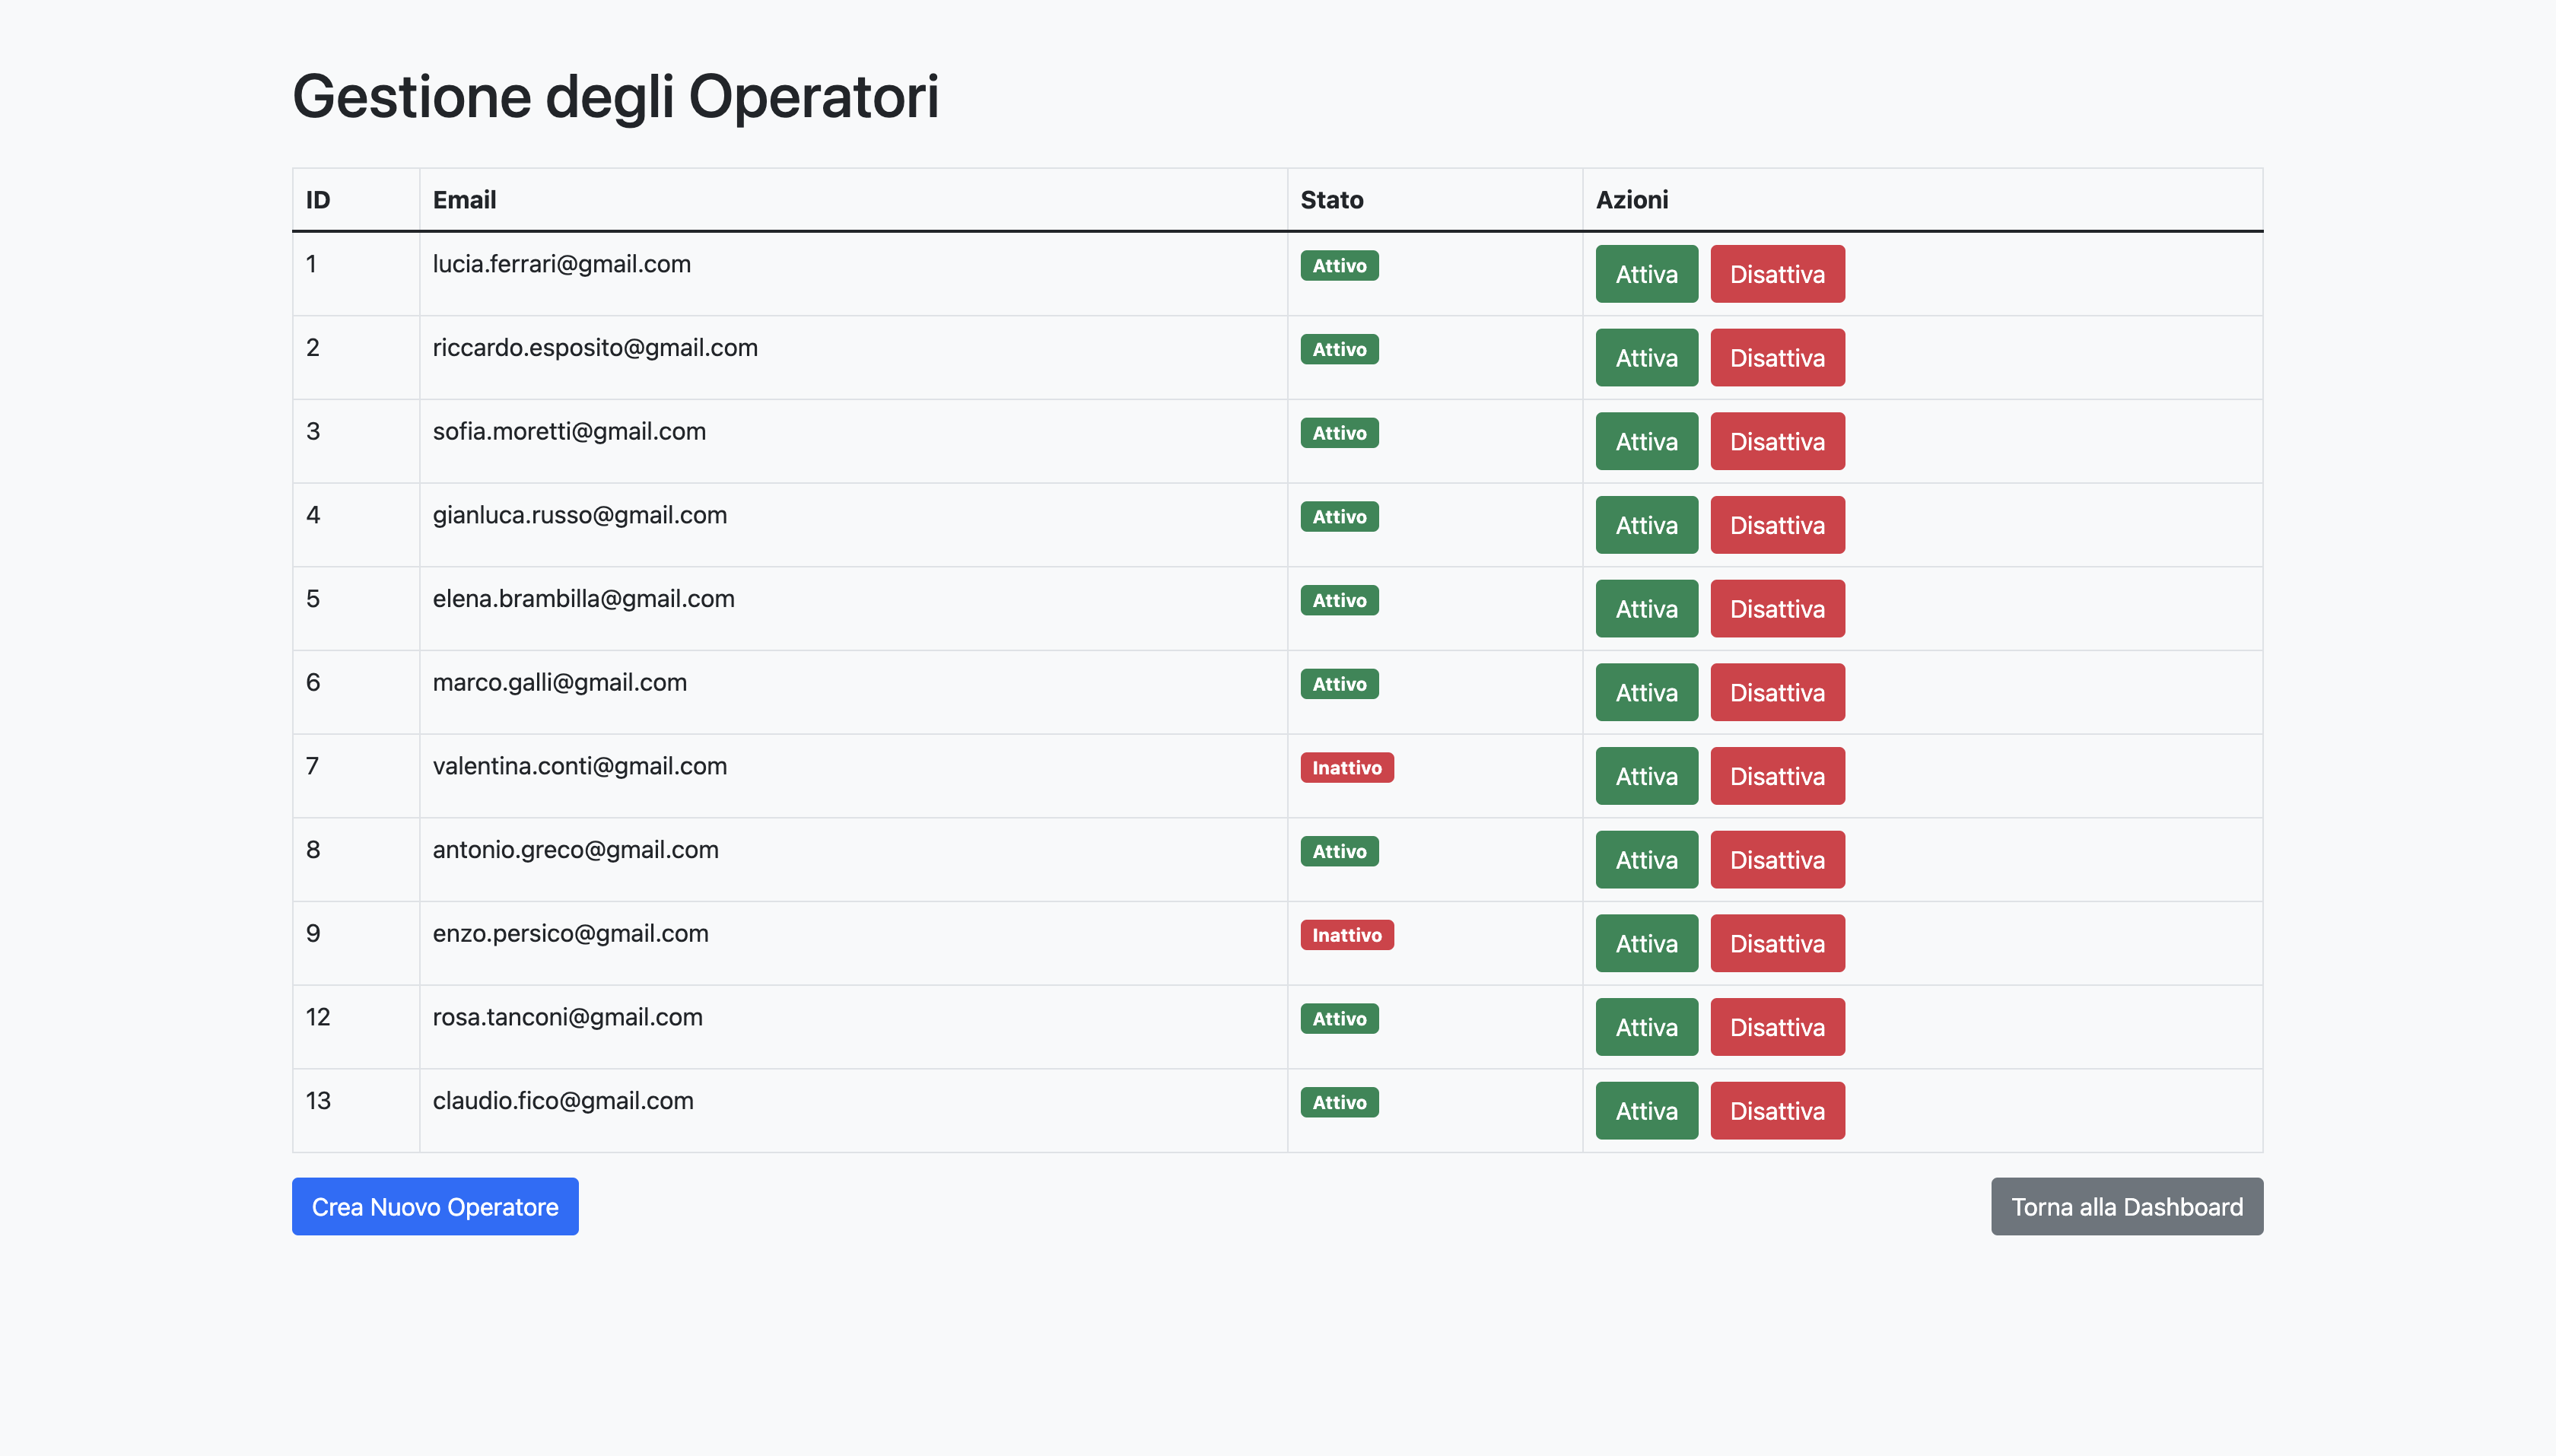 Gestione degli Operatori
ID Email Stato Azioni
1 lucia.ferrari@gmail.com Attivo Attiva Disattiva
2 riccardo.esposito@gmail.com Attivo Attiva Disattiva
3 sofia.moretti@gmail.com Attivo Attiva Disattiva
4 gianluca.russo@gmail.com Attivo Attiva Disattiva
5 elena.brambilla@gmail.com Attivo Attiva Disattiva
6 marco.galli@gmail.com Attivo Attiva Disattiva
7 valentina.conti@gmail.com Inattivo Attiva Disattiva
8 antonio.greco@gmail.com Attivo Attiva Disattiva
9 enzo.persico@gmail.com Inattivo Attiva Disattiva
12 rosa.tanconi@gmail.com Attivo Attiva Disattiva
13 claudio.fico@gmail.com Attivo Attiva Disattiva
Crea Nuovo Operatore Torna alla Dashboard